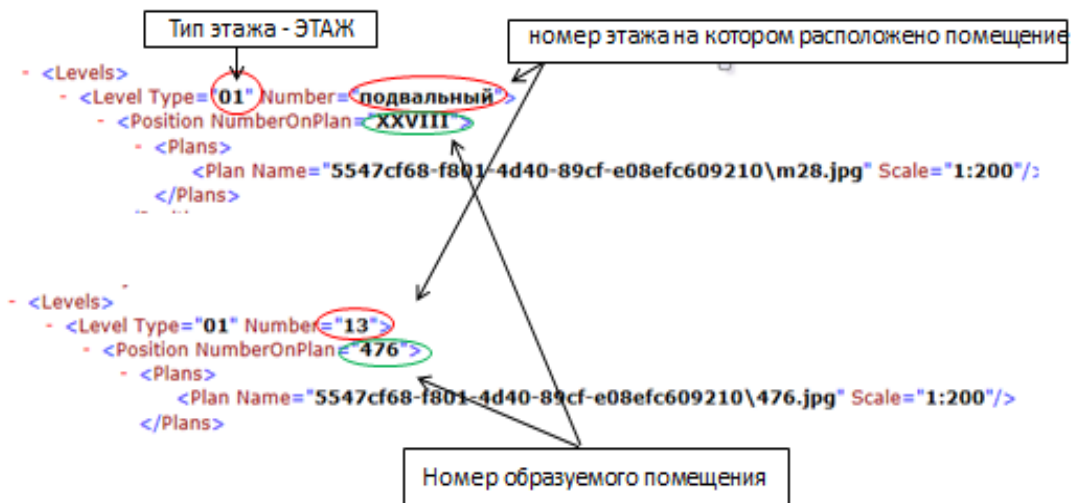 Тип этажа - ЭТАЖ
номер этажа на котором расположено помещение
- <Levels>
- <Level Type="01" Number="подвальный">
- <Position NumberOnPlan="XXVIII">
- <Plans>
<Plan Name="5547cf68-f801-4d40-89cf-e08efc609210\m28.jpg" Scale="1:200"/>
</Plans>
- <Levels>
- <Level Type="01" Number="13">
- <Position NumberOnPlan="476">
- <Plans>
<Plan Name="5547cf68-f801-4d40-89cf-e08efc609210\476.jpg" Scale="1:200"/>
</Plans>
Номер образуемого помещения